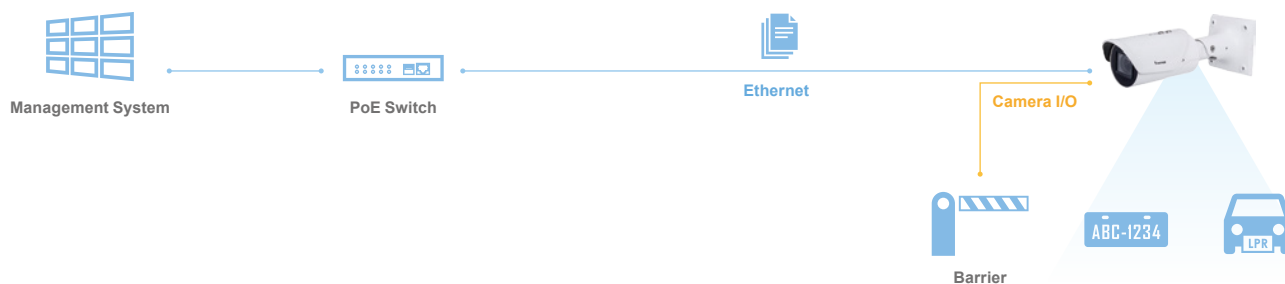 Management System
PoE Switch
Ethernet
Camera I/O
Barrier
ABC-1234
LPR